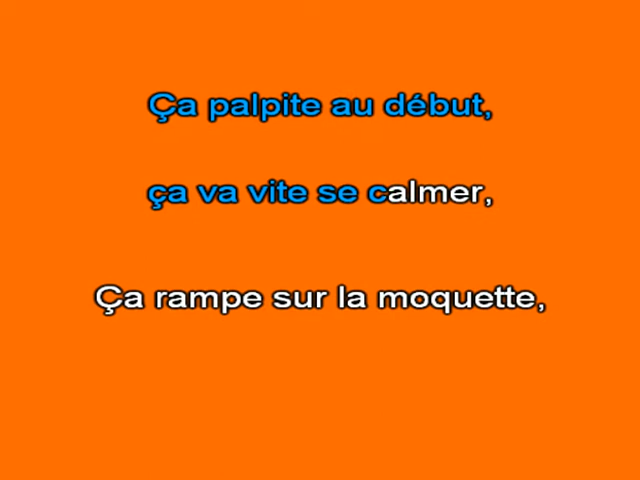 Ça palpite au début,
ça va vite se calmer,
Ça rampe sur la moquette,